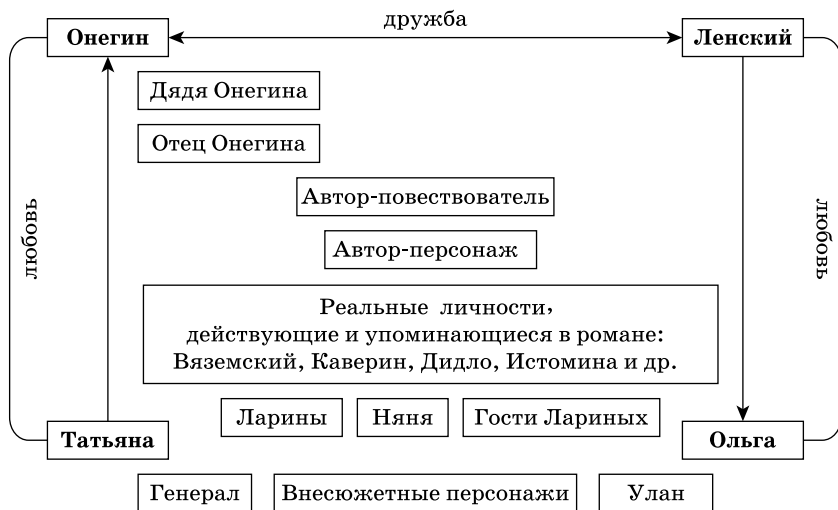 дружба
Онегин
Ленский
Дядя Онегина
Отец Онегина
Автор-повествователь
Автор-персонаж
любовь
любовь
Реальные личности,
действующие и упоминающиеся в романе:
Вяземский, Каверин, Дидло, Истомина и др.
Ларины
Няня
Гости Лариных
Татьяна
Ольга
Генерал
Внесюжетные персонажи
Улан